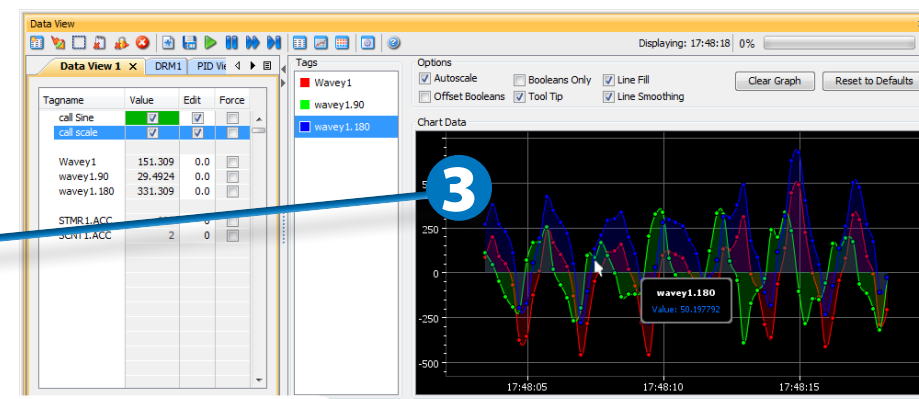 Data View
Displaying: 17:48:18 0%
Data View 1 DRM1 PID Vie
Tagname Value Edit Force
call Sine
call scale
Wavey1 151.309 0.0
wavey1.90 29.4924 0.0
wavey1.180 331.309 0.0
STMR1.ACC 0
SCNT1.ACC 2 0
Tags
Wavey1
wavey1.90
wavey1.180
Options
Autoscale Booleans Only Line Fill
Offset Booleans Tool Tip Line Smoothing
Clear Graph Reset to Defaults
Chart Data
3
250
0
-250
-500
wavey1.180
Value: 50.197792
17:48:05 17:48:10 17:48:15